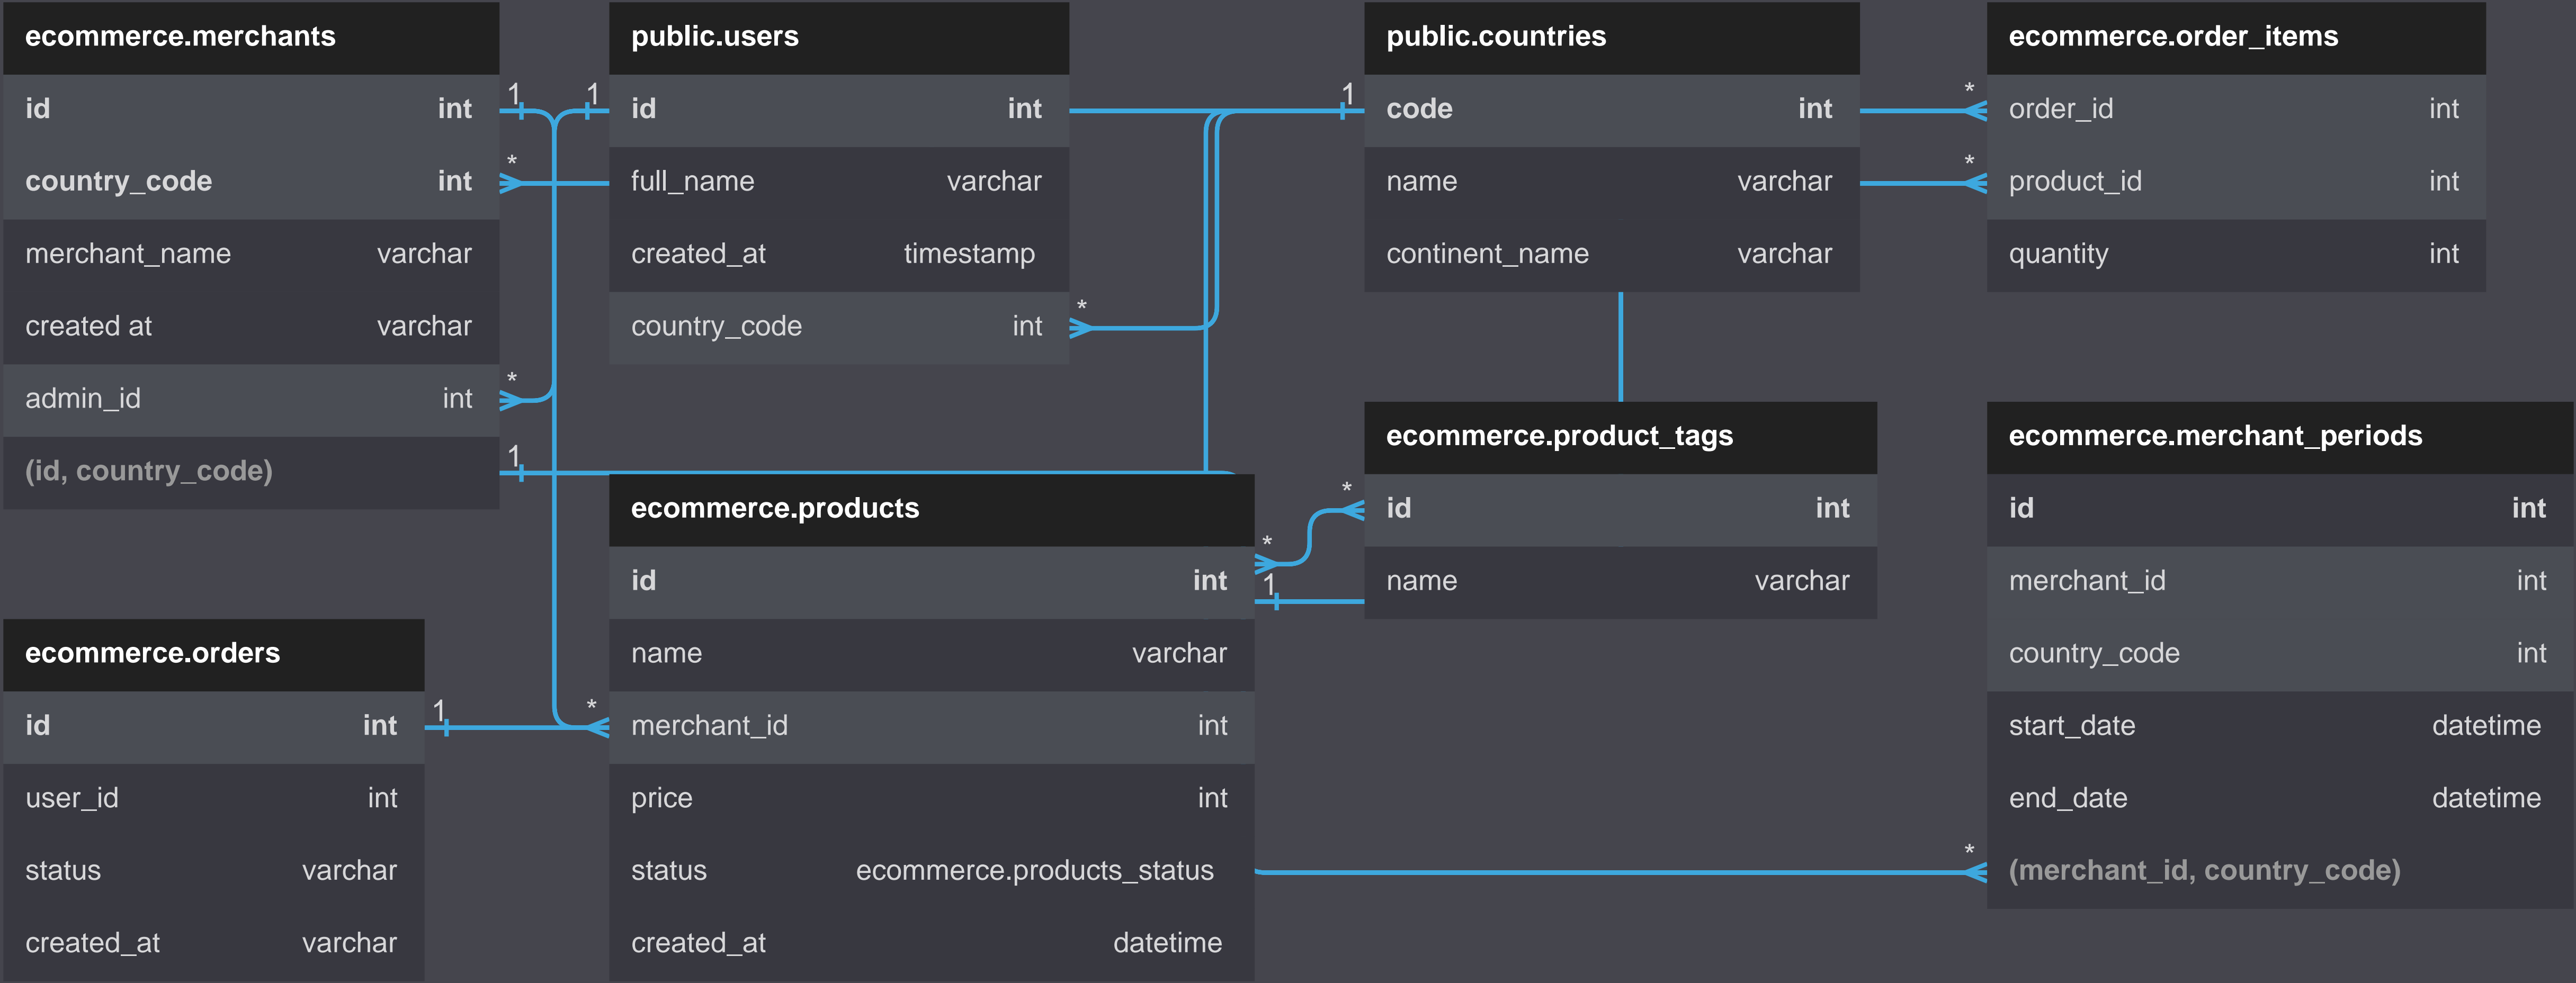 ecommerce.merchants
id int
country_code int
merchant_name varchar
created at varchar
admin_id int
(id, country_code)
1
*
*
1
public.users
id int
full_name varchar
created_at timestamp
country_code int
1
*
public.countries
code int
name varchar
continent_name varchar
1
ecommerce.order_items
order_id int
product_id int
quantity int
*
*
ecommerce.orders
id int
user_id int
status varchar
created_at varchar
1
ecommerce.products
id int
name varchar
merchant_id int
price int
status ecommerce.products_status
created_at datetime
*
*
1
ecommerce.product_tags
id int
name varchar
*
ecommerce.merchant_periods
id int
merchant_id int
country_code int
start_date datetime
end_date datetime
(merchant_id, country_code)
*